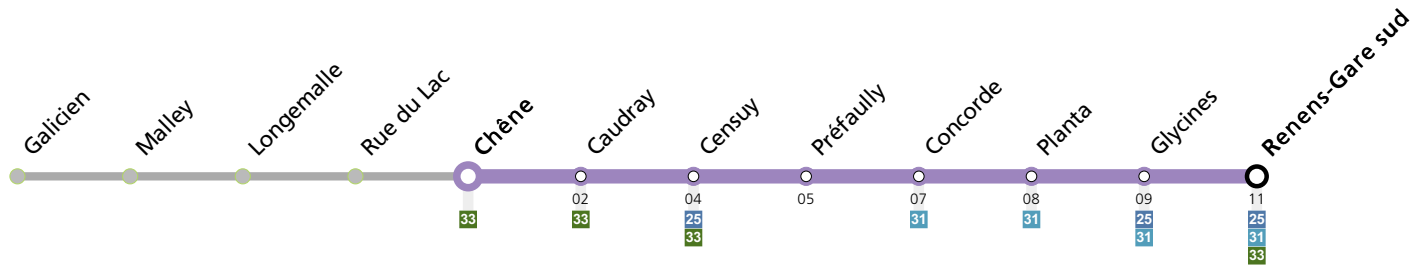 Galicien
Malley
Longemalle
Rue du Lac
Chêne
Caudray
Censuy
Préfaully
Concorde
Planta
Glycines
Renens-Gare sud
02 04 05 07 08 09 11
33 33 25 31 31 25 25
33 31 31
33